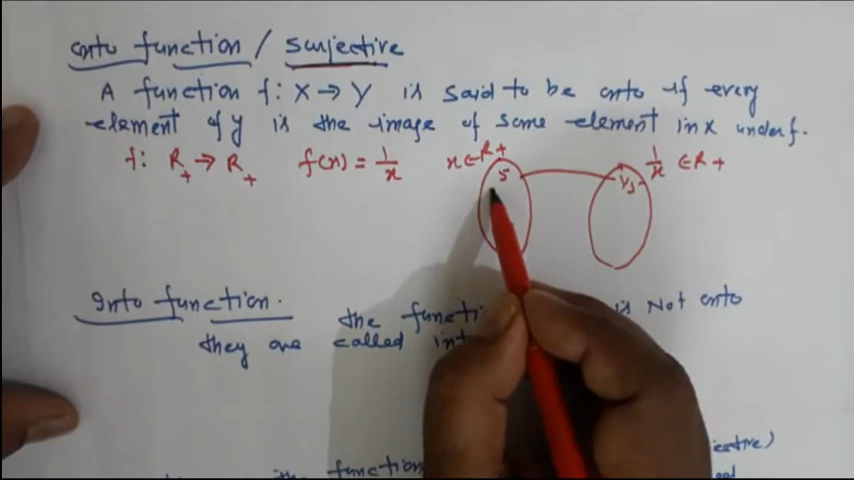 onto function / surjective
A function f: X → Y is said to be onto if every
element of y is the image of some element in x under f.
f: R+ → R+ f(x) = 1/x x ∈ R+ 1/x ∈ R+
5 1/5
Into function.
the functi is Not onto
they are called int
the function